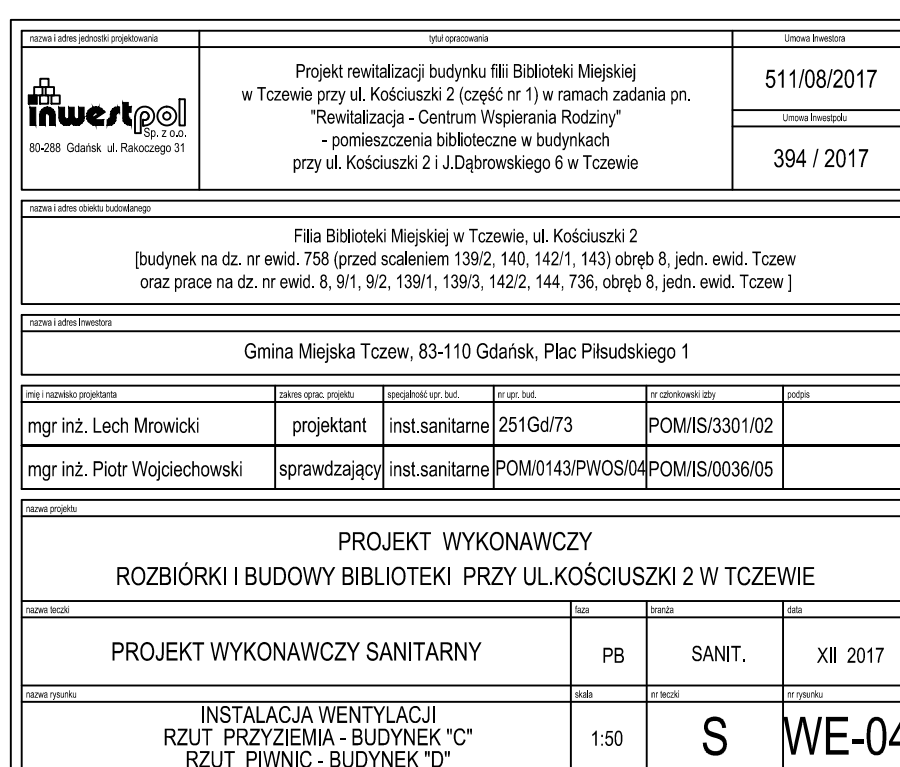 nazwa i adres jednostki projektowania
tytuł opracowania
Umowa Inwestora
inwestpol
Sp. z o.o.
80-288 Gdańsk ul. Rakoczego 31
Projekt rewitalizacji budynku filii Biblioteki Miejskiej
w Tczewie przy ul. Kościuszki 2 (część nr 1) w ramach zadania pn.
"Rewitalizacja - Centrum Wspierania Rodziny"
- pomieszczenia biblioteczne w budynkach
przy ul. Kościuszki 2 i J.Dąbrowskiego 6 w Tczewie
511/08/2017
Umowa Inwestpolu
394 / 2017
nazwa i adres obiektu budowlanego
Filia Biblioteki Miejskiej w Tczewie, ul. Kościuszki 2
[budynek na dz. nr ewid. 758 (przed scaleniem 139/2, 140, 142/1, 143) obręb 8, jedn. ewid. Tczew
oraz prace na dz. nr ewid. 8, 9/1, 9/2, 139/1, 139/3, 142/2, 144, 736, obręb 8, jedn. ewid. Tczew ]
nazwa i adres Inwestora
Gmina Miejska Tczew, 83-110 Gdańsk, Plac Piłsudskiego 1
imię i nazwisko projektanta zakres oprac. projektu specjalność upr. bud. nr upr. bud. nr członkowski izby podpis
mgr inż. Lech Mrowicki projektant inst.sanitarne 251Gd/73 POM/IS/3301/02
mgr inż. Piotr Wojciechowski sprawdzający inst.sanitarne POM/0143/PWOS/04 POM/IS/0036/05
nazwa projektu
PROJEKT WYKONAWCZY
ROZBIÓRKI I BUDOWY BIBLIOTEKI PRZY UL.KOŚCIUSZKI 2 W TCZEWIE
nazwa teczki faza branża data
PROJEKT WYKONAWCZY SANITARNY PB SANIT. XII 2017
nazwa rysunku skala nr teczki nr rysunku
INSTALACJA WENTYLACJI
RZUT PRZYZIEMIA - BUDYNEK "C"
RZUT PIWNIC - BUDYNEK "D"
1:50 S WE-04